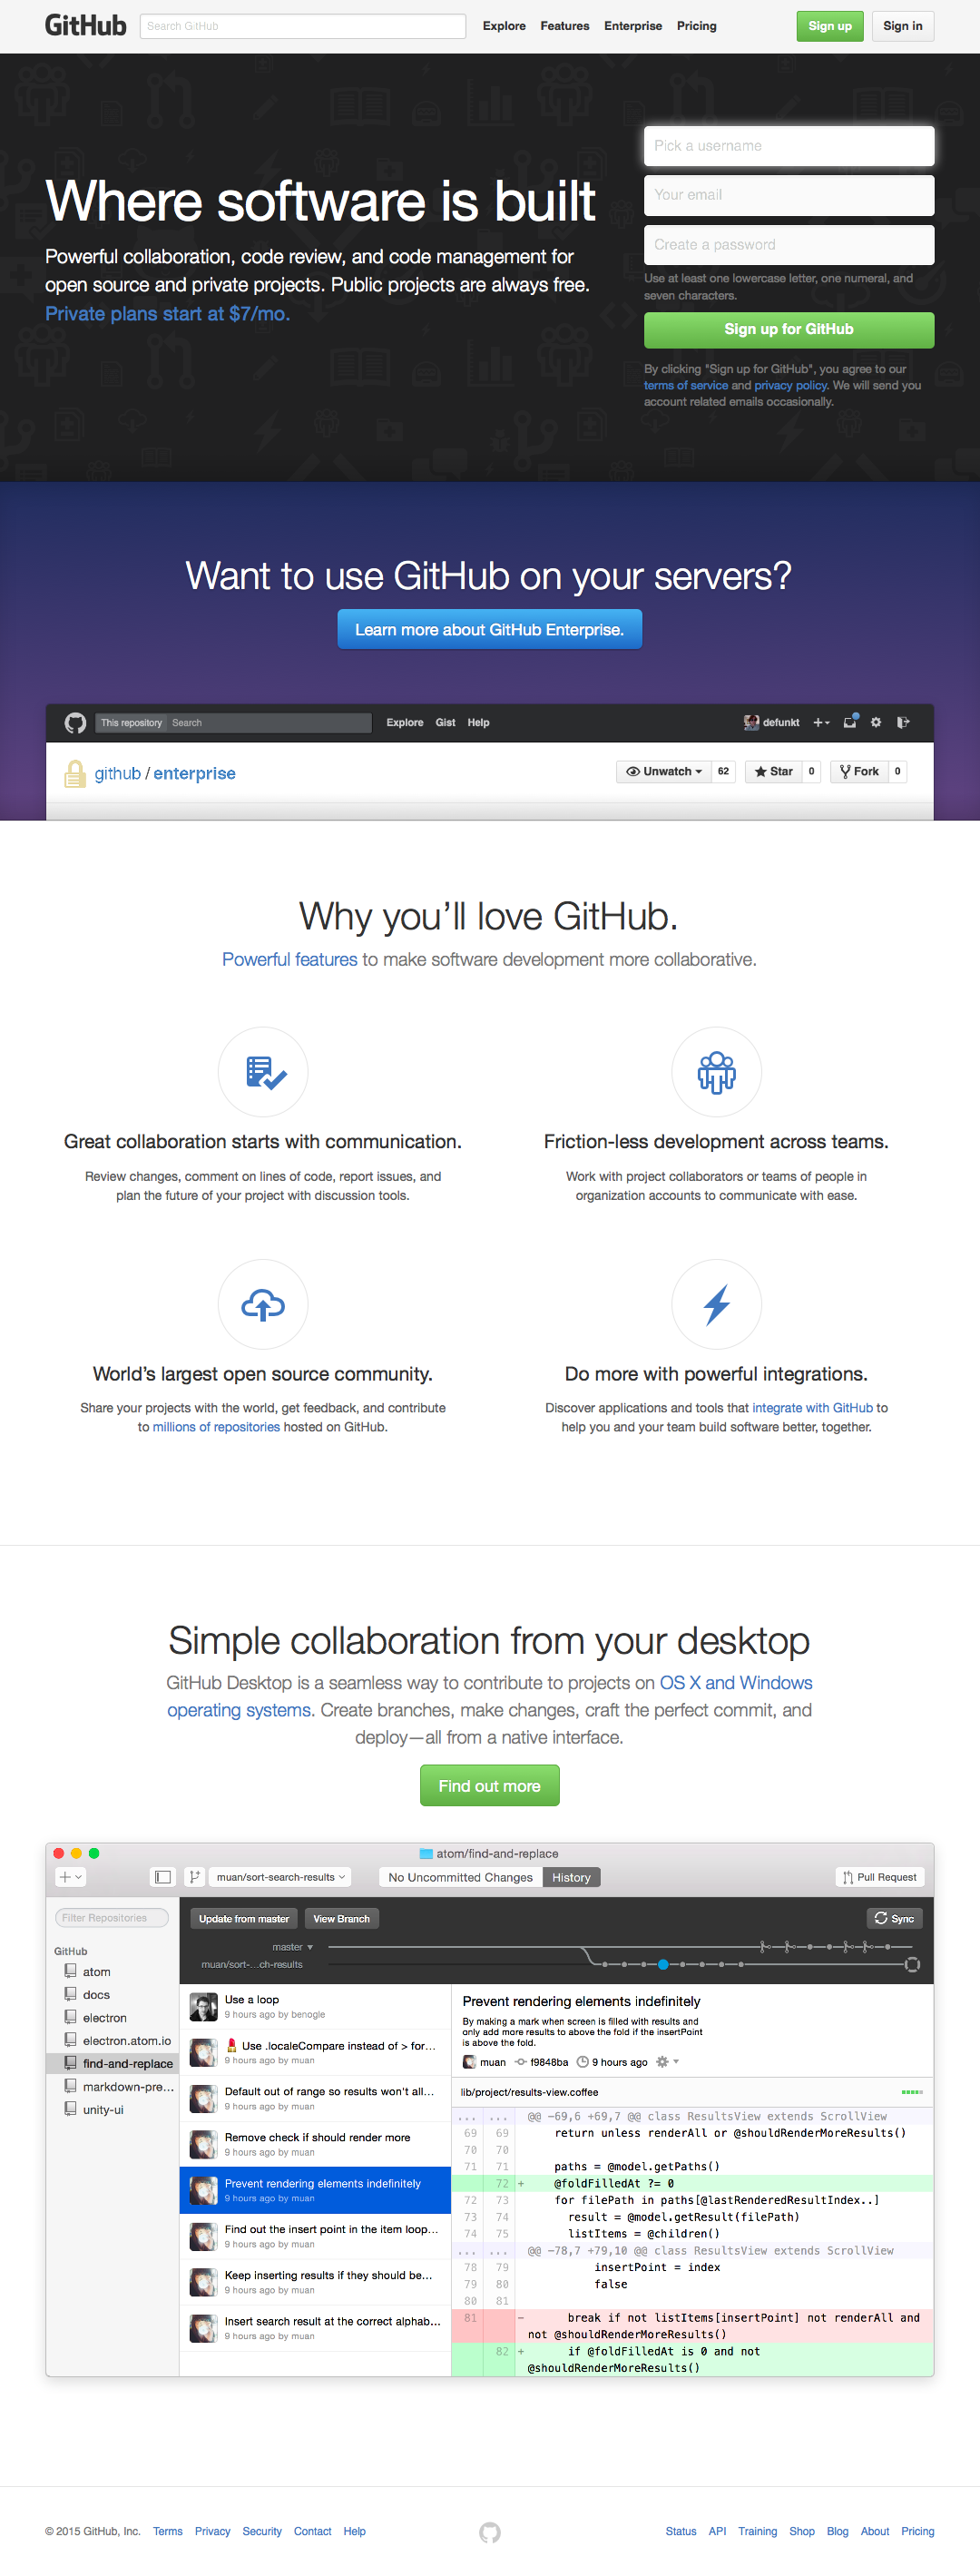 GitHub
Search GitHub
Explore Features Enterprise Pricing
Sign up
Sign in
Where software is built
Powerful collaboration, code review, and code management for
open source and private projects. Public projects are always free.
Private plans start at $7/mo.
Pick a username
Your email
Create a password
Use at least one lowercase letter, one numeral, and
seven characters.
Sign up for GitHub
By clicking "Sign up for GitHub", you agree to our
terms of service and privacy policy. We will send you
account related emails occasionally.
Want to use GitHub on your servers?
Learn more about GitHub Enterprise.
This repository Search
Explore Gist Help
defunkt
github / enterprise
Unwatch 62
Star 0
Fork 0
Why you’ll love GitHub.
Powerful features to make software development more collaborative.
Great collaboration starts with communication.
Review changes, comment on lines of code, report issues, and
plan the future of your project with discussion tools.
Friction-less development across teams.
Work with project collaborators or teams of people in
organization accounts to communicate with ease.
World’s largest open source community.
Share your projects with the world, get feedback, and contribute
to millions of repositories hosted on GitHub.
Do more with powerful integrations.
Discover applications and tools that integrate with GitHub to
help you and your team build software better, together.
Simple collaboration from your desktop
GitHub Desktop is a seamless way to contribute to projects on OS X and Windows
operating systems. Create branches, make changes, craft the perfect commit, and
deploy—all from a native interface.
Find out more
atom/find-and-replace
muan/sort-search-results
No Uncommitted Changes History
Pull Request
Filter Repositories
GitHub
atom
docs
electron
electron.atom.io
find-and-replace
markdown-pre...
unity-ui
Update from master View Branch
Sync
master
muan/sort-...ch-results
Use a loop
9 hours ago by benogle
Use .localeCompare instead of > for...
9 hours ago by muan
Default out of range so results won't all...
9 hours ago by muan
Remove check if should render more
9 hours ago by muan
Prevent rendering elements indefinitely
9 hours ago by muan
Find out the insert point in the item loop...
9 hours ago by muan
Keep inserting results if they should be...
9 hours ago by muan
Insert search result at the correct alphab...
9 hours ago by muan
Prevent rendering elements indefinitely
By making a mark when screen is filled with results and
only add more results to above the fold if the insertPoint
is above the fold.
muan f9848ba 9 hours ago
lib/project/results-view.coffee
... ... @@ -69,6 +69,7 @@ class ResultsView extends ScrollView
69 69 return unless renderAll or @shouldRenderMoreResults()
70 70
71 71 paths = @model.getPaths()
72 + @foldFilledAt ?= 0
72 73 for filePath in paths[@lastRenderedResultIndex..]
73 74 result = @model.getResult(filePath)
74 75 listItems = @children()
... ... @@ -78,7 +79,10 @@ class ResultsView extends ScrollView
78 79 insertPoint = index
79 80 false
80 81
81 - break if not listItems[insertPoint] not renderAll and
not @shouldRenderMoreResults()
82 + if @foldFilledAt is 0 and not
@shouldRenderMoreResults()
© 2015 GitHub, Inc. Terms Privacy Security Contact Help
Status API Training Shop Blog About Pricing